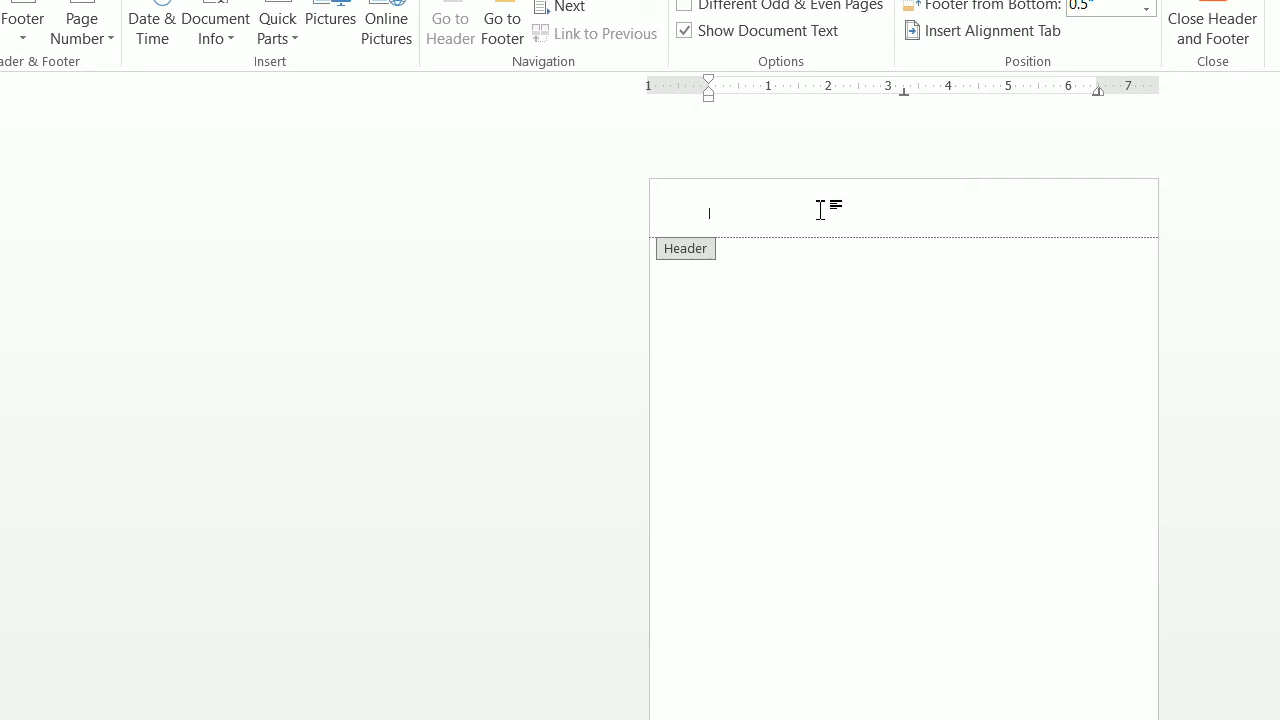 Next
Different Odd & Even Pages
Footer from Bottom:
0.5"
Footer
Page
Number
Date &
Time
Document
Info
Quick
Parts
Pictures
Online
Pictures
Go to
Header
Go to
Footer
Link to Previous
Show Document Text
Insert Alignment Tab
Close Header
and Footer
ader & Footer
Insert
Navigation
Options
Position
Close
1 1 2 3 4 5 6 7
Header